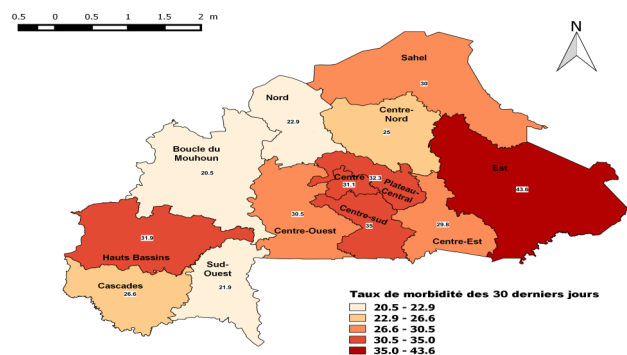 0.5 0 0.5 1 1.5 2 m
N
Sahel
30
Nord
22.9
Centre-
Nord
25
Boucle du
Mouhoun
20.5
Est
43.6
Centre
31.1
32.3
Plateau-
Central
30.5
Centre-Ouest
Centre-sud
35
29.6
Centre-Est
31.9
Hauts Bassins
Sud-
Ouest
21.9
Cascades
26.6
Taux de morbidité des 30 derniers jours
20.5 - 22.9
22.9 - 26.6
26.6 - 30.5
30.5 - 35.0
35.0 - 43.6